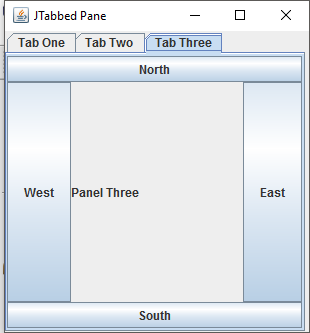 JTabbed Pane
Tab One Tab Two Tab Three
North
West Panel Three East
South